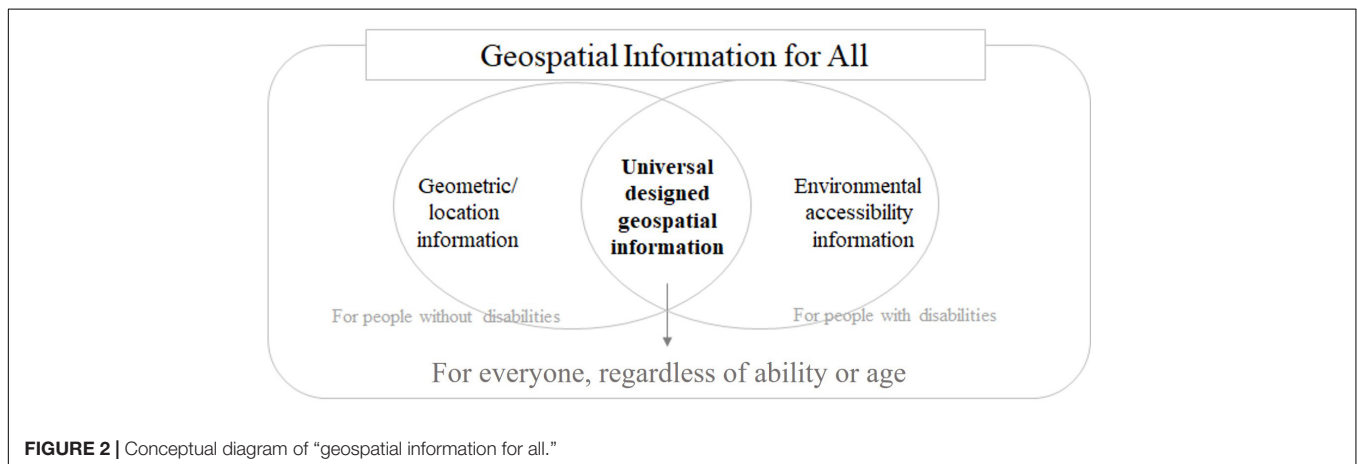 Geospatial Information for All
Geometric/
location
information
Universal
designed
geospatial
information
Environmental
accessibility
information
For people without disabilities
For people with disabilities
For everyone, regardless of ability or age
FIGURE 2 | Conceptual diagram of “geospatial information for all.”